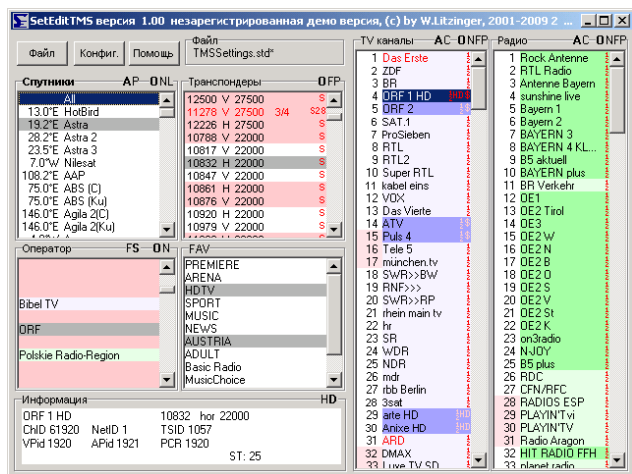 SetEditTMS версия 1.00 незарегистрированная демо версия, (c) by W.Litzinger, 2001-2009 2 ...
Файл Конфиг. Помощь
Файл
TMSSettings.std*
Спутники AP ONL
All
13.0°E HotBird
19.2°E Astra
28.2°E Astra 2
23.5°E Astra 3
7.0°W Nilesat
108.2°E AAP
75.0°E ABS (C)
75.0°E ABS (Ku)
146.0°E Agila 2(C)
146.0°E Agila 2(Ku)
Транспондеры OFP
12500 V 27500 S
11278 V 27500 3/4 S28
12226 H 27500 S
10788 V 22000 S
10817 V 22000 S
10832 H 22000 S
10847 V 22000 S
10861 H 22000 S
10876 V 22000 S
10920 H 22000 S
10979 V 22000 S
Оператор FS ON
Bibel TV
ORF
Polskie Radio-Region
FAV
PREMIERE
ARENA
HDTV
SPORT
MUSIC
NEWS
AUSTRIA
ADULT
Basic Radio
MusicChoice
Информация HD
ORF 1 HD 10832 hor 22000
ChID 61920 NetID 1 TSID 1057
VPid 1920 APid 1921 PCR 1920
ST: 25
TV каналы AC ONFP
1 Das Erste
2 ZDF
3 BR
4 ORF 1 HD
5 ORF 2
6 SAT.1
7 ProSieben
8 RTL
9 RTL2
10 Super RTL
11 kabel eins
12 VOX
13 Das Vierte
14 ATV
15 Puls 4
16 Tele 5
17 münchen.tv
18 SWR>>BW
19 RNF>>>
20 SWR>>RP
21 rhein main tv
22 hr
23 SR
24 WDR
25 NDR
26 mdr
27 rbb Berlin
28 3sat
29 arte HD
30 Anixe HD
31 ARD
32 DMAX
33 Luxe TV SD
Радио AC ONFP
1 Rock Antenne
2 RTL Radio
3 Antenne Bayern
4 sunshine live
5 Bayern 1
6 Bayern 2
7 BAYERN 3
8 BAYERN 4 KL...
9 B5 aktuell
10 BAYERN plus
11 BR Verkehr
12 OE1
13 OE2 Tirol
14 OE3
15 OE2 W
16 OE2 N
17 OE2 B
18 OE2 O
19 OE2 S
20 OE2 V
21 OE2 St
22 OE2 K
23 on3radio
24 N-JOY
25 B5 plus
26 RDC
27 CFN/RFC
28 RADIOS ESP
29 PLAYIN'Tvi
30 PLAYIN'TV
31 Radio Aragon
32 HIT RADIO FFH
33 planet radio